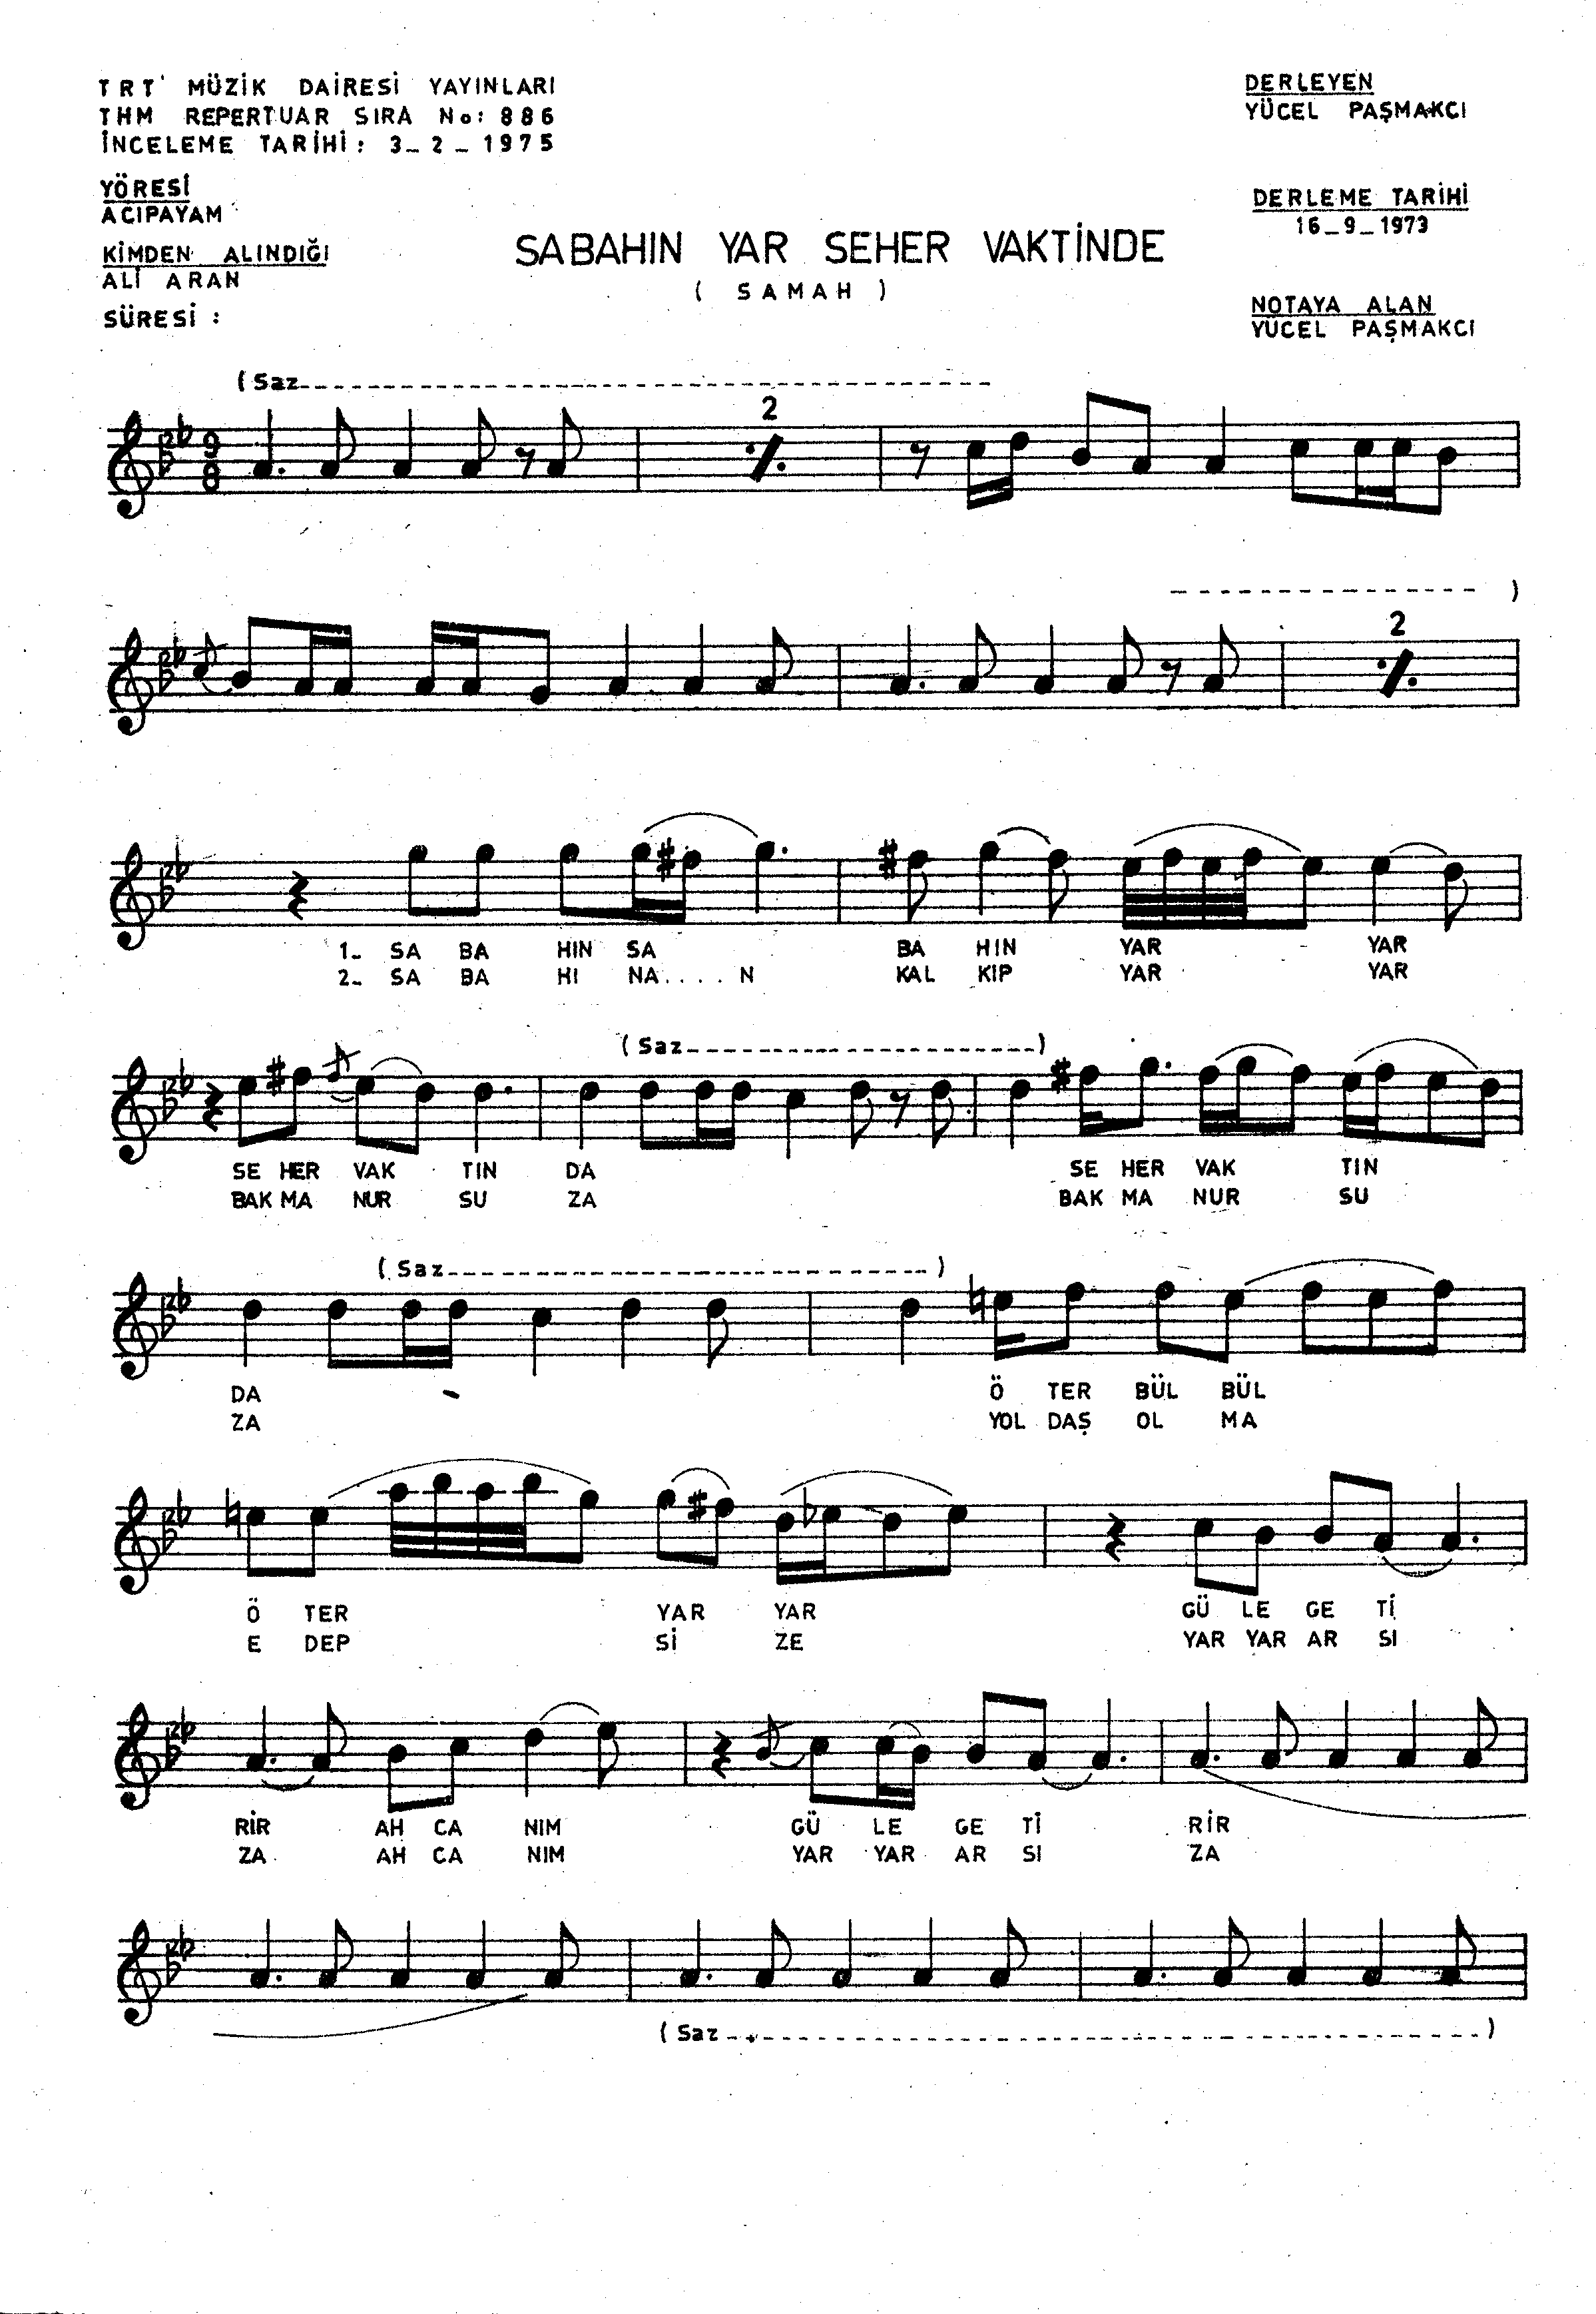 TRT MÜZİK DAİRESİ YAYINLARI
THM REPERTUAR SIRA No: 886
İNCELEME TARİHİ: 3_2_1975
DERLEYEN
YÜCEL PAŞMAKCI
YÖRESİ
ACIPAYAM
DERLEME TARİHİ
16_9_1973
KİMDEN ALINDIĞI
ALİ ARAN
SABAHIN YAR SEHER VAKTİNDE
( SAMAH )
SÜRESİ :
NOTAYA ALAN
YÜCEL PAŞMAKCI
( Saz
2
9
8
)
2
1_ SA BA HIN SA BA HIN YAR YAR
2_ SA BA HI NA....N KAL KIP YAR YAR
( Saz )
SE HER VAK TIN DA SE HER VAK TIN
BAK MA NUR SU ZA BAK MA NUR SU
( Saz )
DA Ö TER BÜL BÜL
ZA YOL DAŞ OL MA
Ö TER YAR YAR GÜ LE GE Tİ
E DEP Sİ ZE YAR YAR AR SI
RİR AH CA NIM GÜ LE GE Tİ RİR
ZA AH CA NIM YAR YAR AR SI ZA
( Saz )